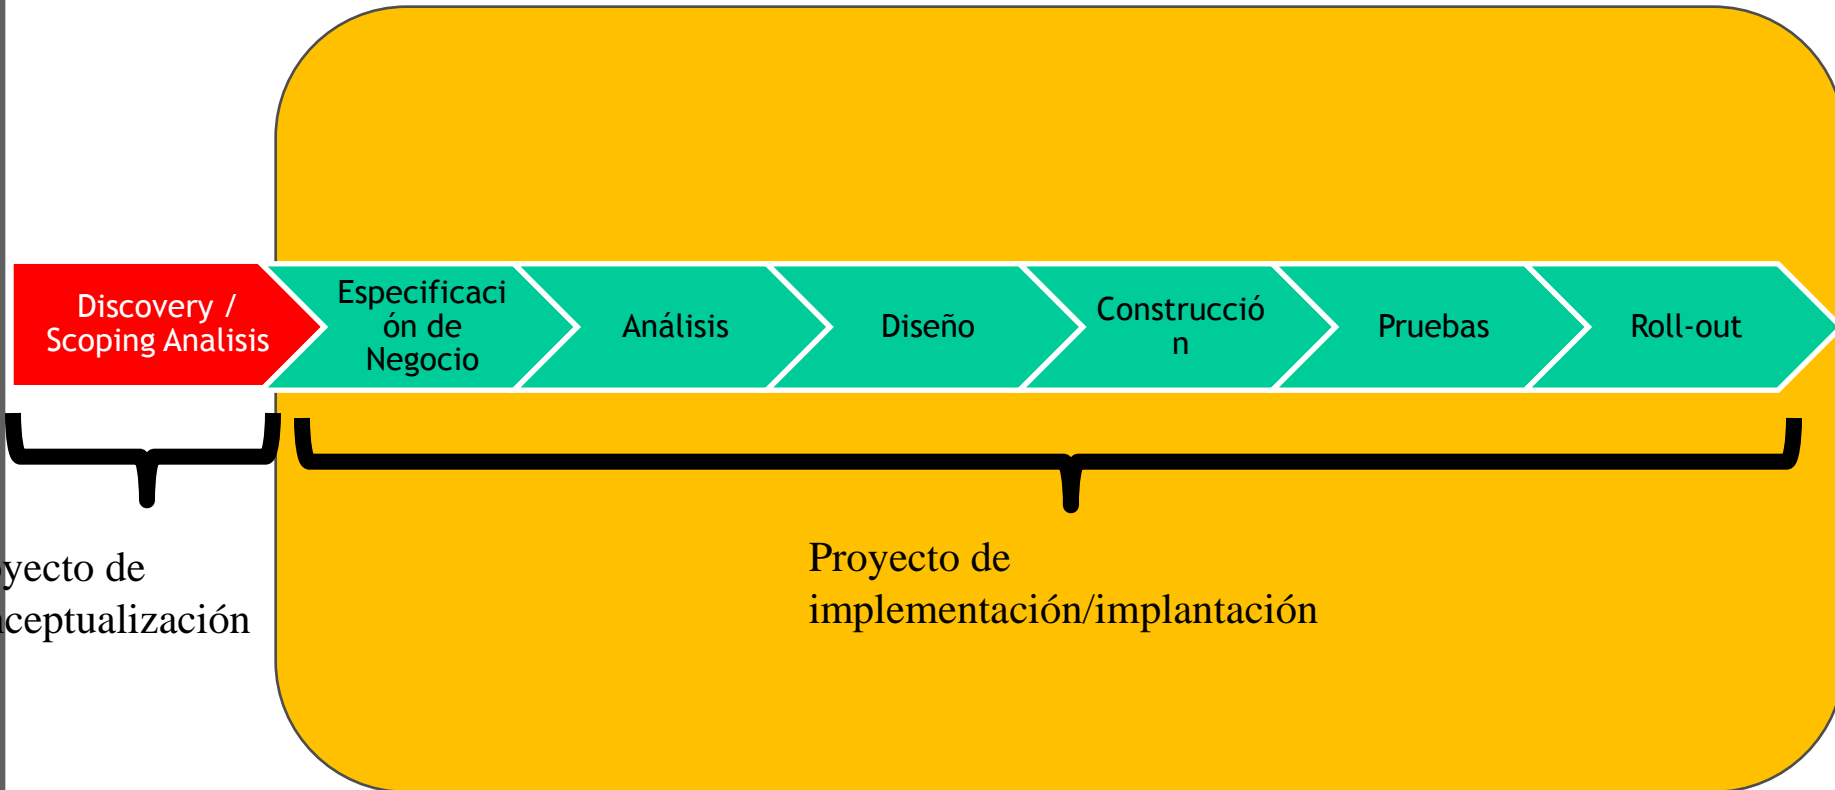 Discovery /
Scoping Analisis
Especificaci
ón de
Negocio
Análisis
Diseño
Construcció
n
Pruebas
Roll-out
yecto de
ceptualización
Proyecto de
implementación/implantación